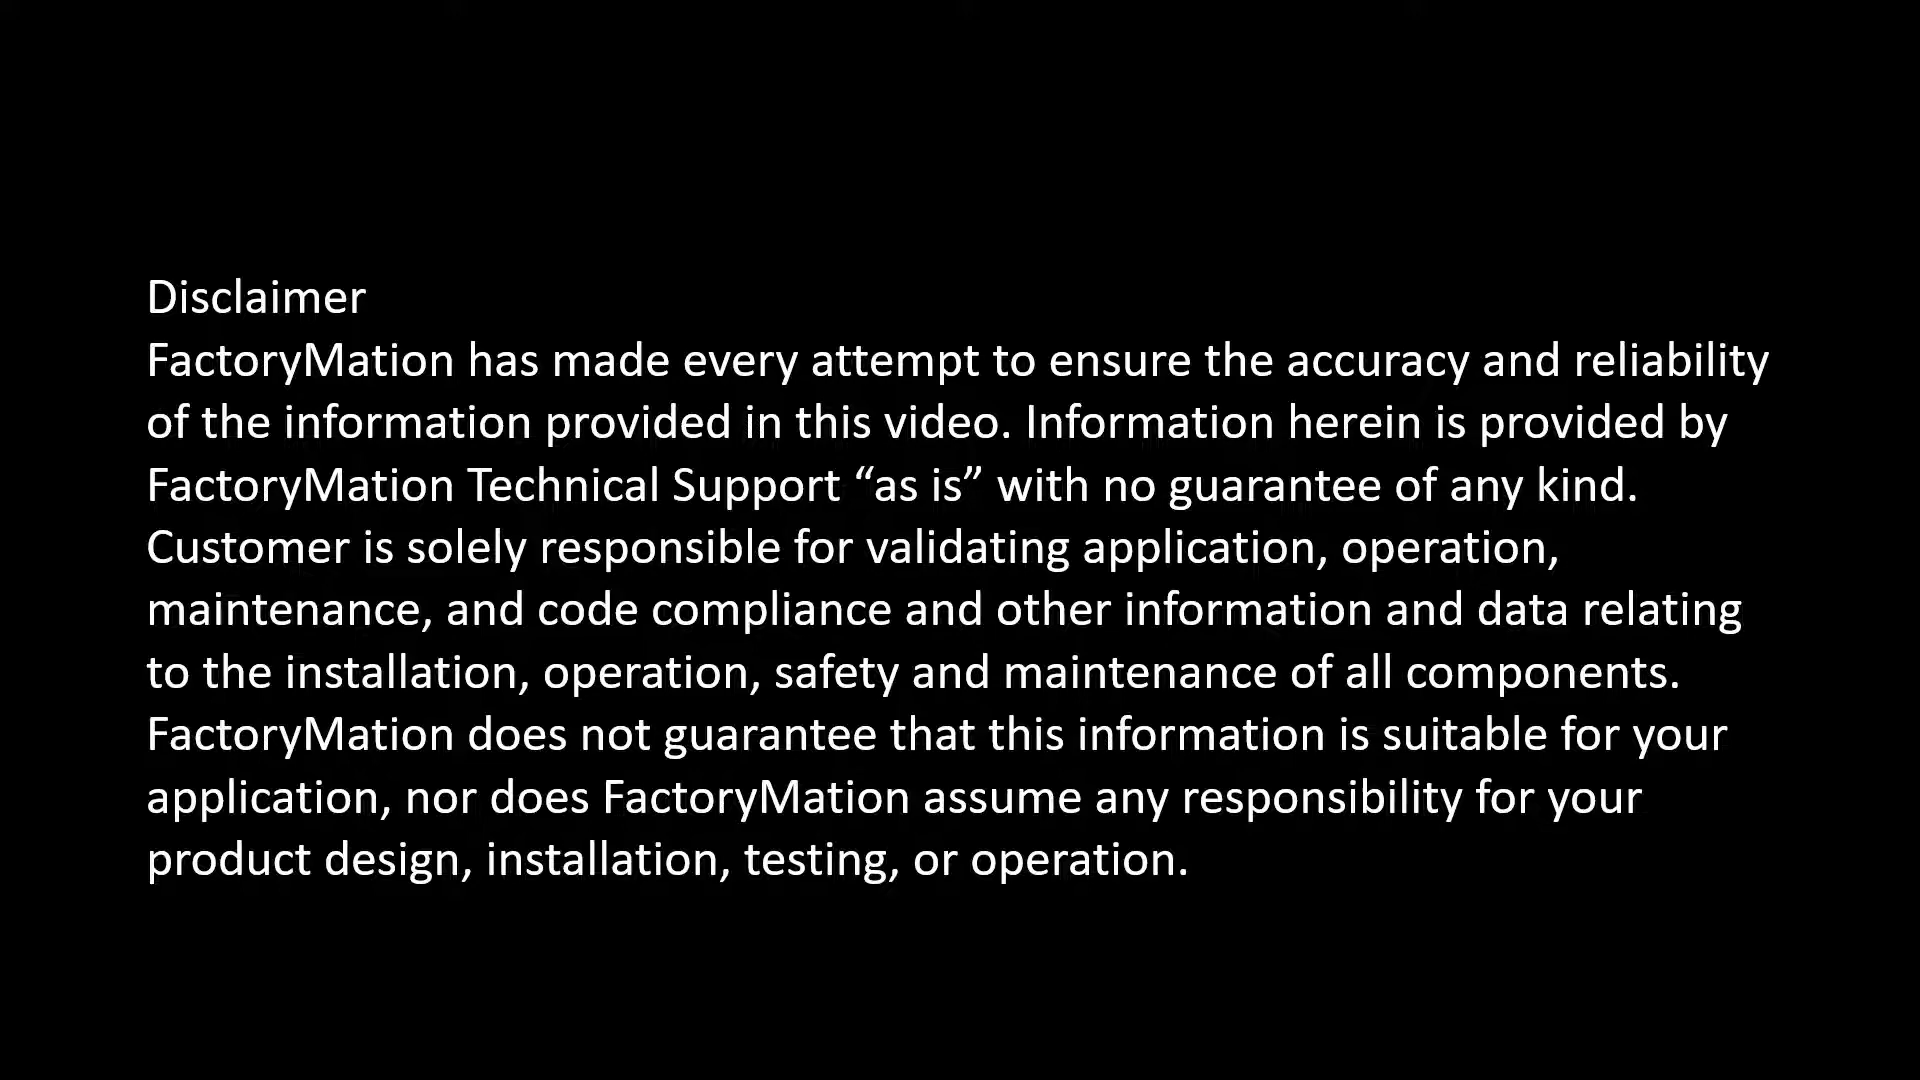 Disclaimer
FactoryMation has made every attempt to ensure the accuracy and reliability
of the information provided in this video. Information herein is provided by
FactoryMation Technical Support “as is” with no guarantee of any kind.
Customer is solely responsible for validating application, operation,
maintenance, and code compliance and other information and data relating
to the installation, operation, safety and maintenance of all components.
FactoryMation does not guarantee that this information is suitable for your
application, nor does FactoryMation assume any responsibility for your
product design, installation, testing, or operation.